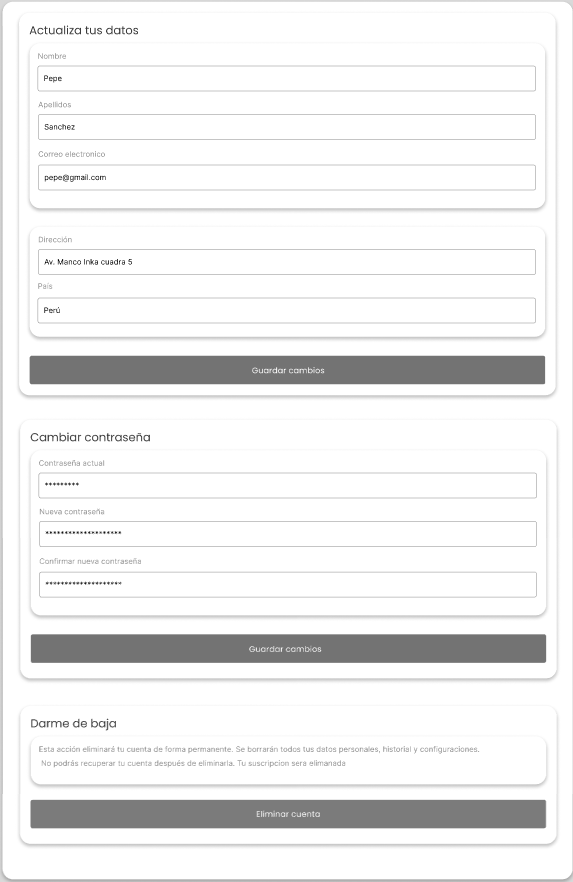 Actualiza tus datos
Nombre
Pepe
Apellidos
Sanchez
Correo electronico
pepe@gmail.com
Dirección
Av. Manco Inka cuadra 5
País
Perú
Guardar cambios
Cambiar contraseña
Contraseña actual
*********
Nueva contraseña
********************
Confirmar nueva contraseña
********************
Guardar cambios
Darme de baja
Esta acción eliminará tu cuenta de forma permanente. Se borrarán todos tus datos personales, historial y configuraciones.
No podrás recuperar tu cuenta después de eliminarla. Tu suscripcion sera elimanada
Eliminar cuenta